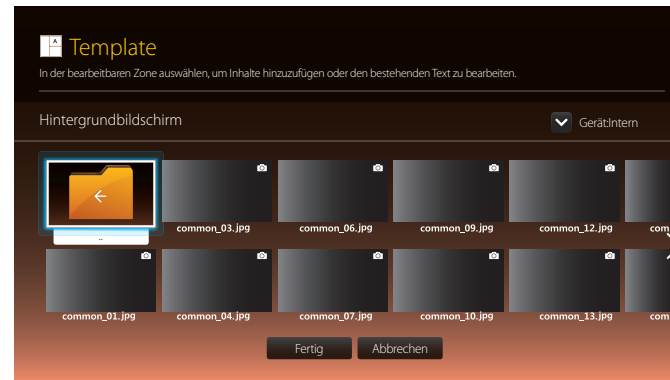 A
Template
In der bearbeitbaren Zone auswählen, um Inhalte hinzuzufügen oder den bestehenden Text zu bearbeiten.
Hintergrundbildschirm
Gerät:Intern
common_03.jpg common_06.jpg common_09.jpg common_12.jpg com
..
common_01.jpg common_04.jpg common_07.jpg common_10.jpg common_13.jpg com
Fertig Abbrechen